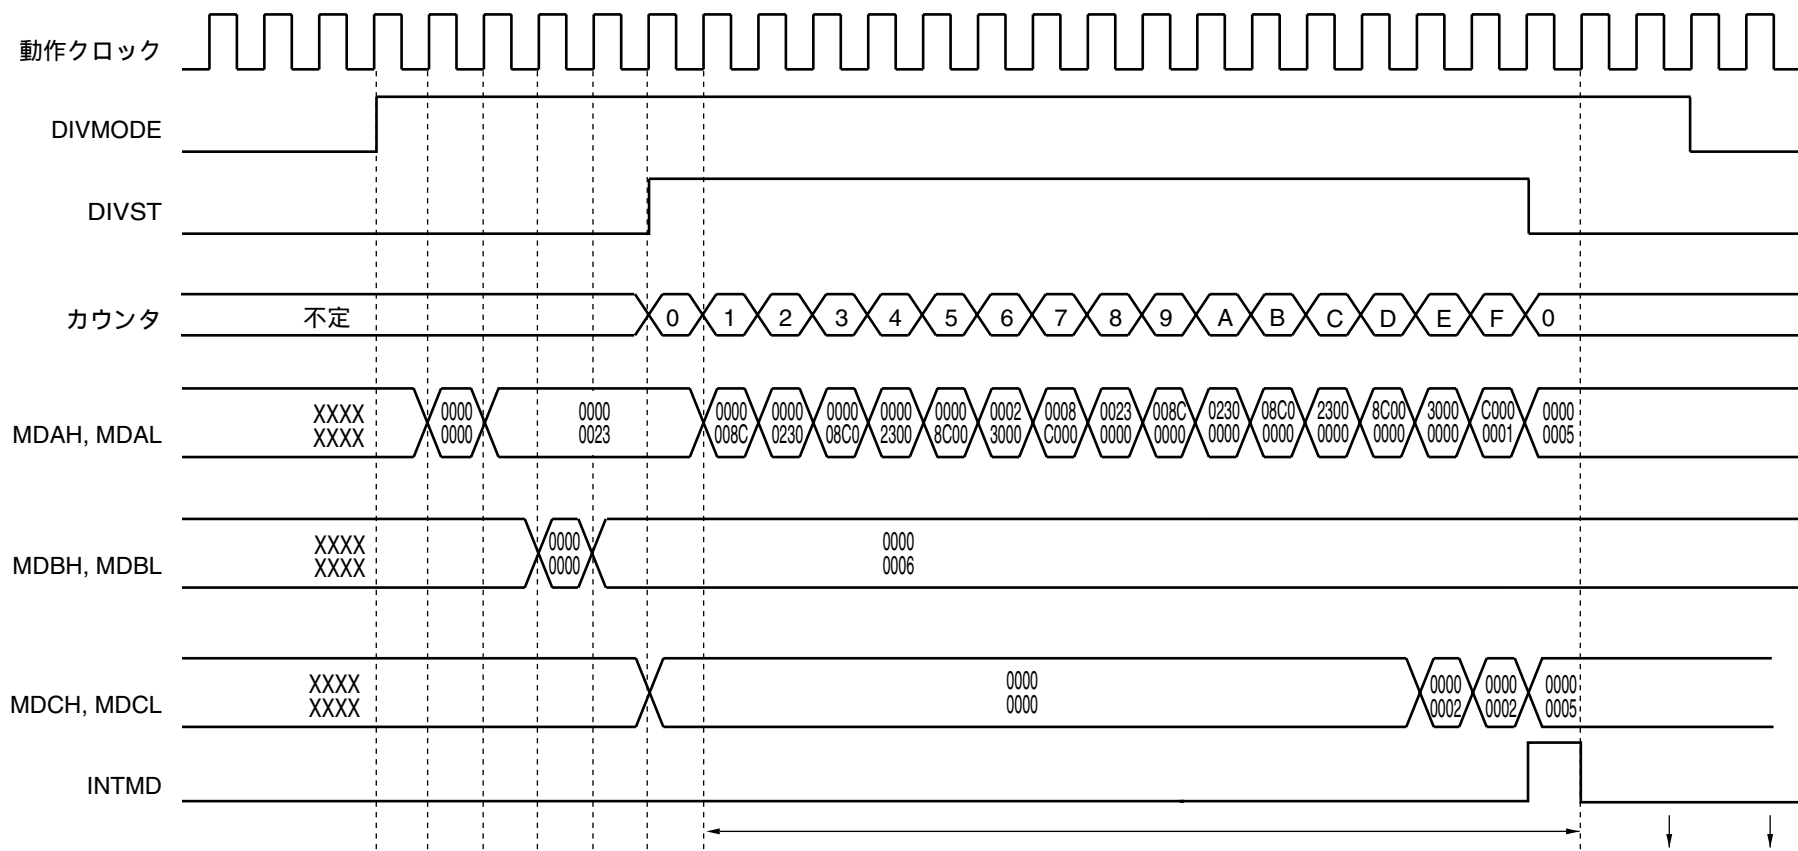 動作クロック
DIVMODE
DIVST
カウンタ 不定 0 1 2 3 4 5 6 7 8 9 A B C D E F 0
MDAH, MDAL
XXXX 0000 0000 0000 0000 0000 0000 0000 0002 0008 0023 008C 0230 08C0 2300 8C00 3000 C000 0000
XXXX 0000 0023 008C 0230 08C0 2300 8C00 3000 C000 0000 0000 0000 0000 0000 0000 0000 0001 0005
MDBH, MDBL
XXXX 0000 0000
XXXX 0000 0006
MDCH, MDCL
XXXX 0000 0000 0000 0000
XXXX 0000 0002 0002 0005
INTMD